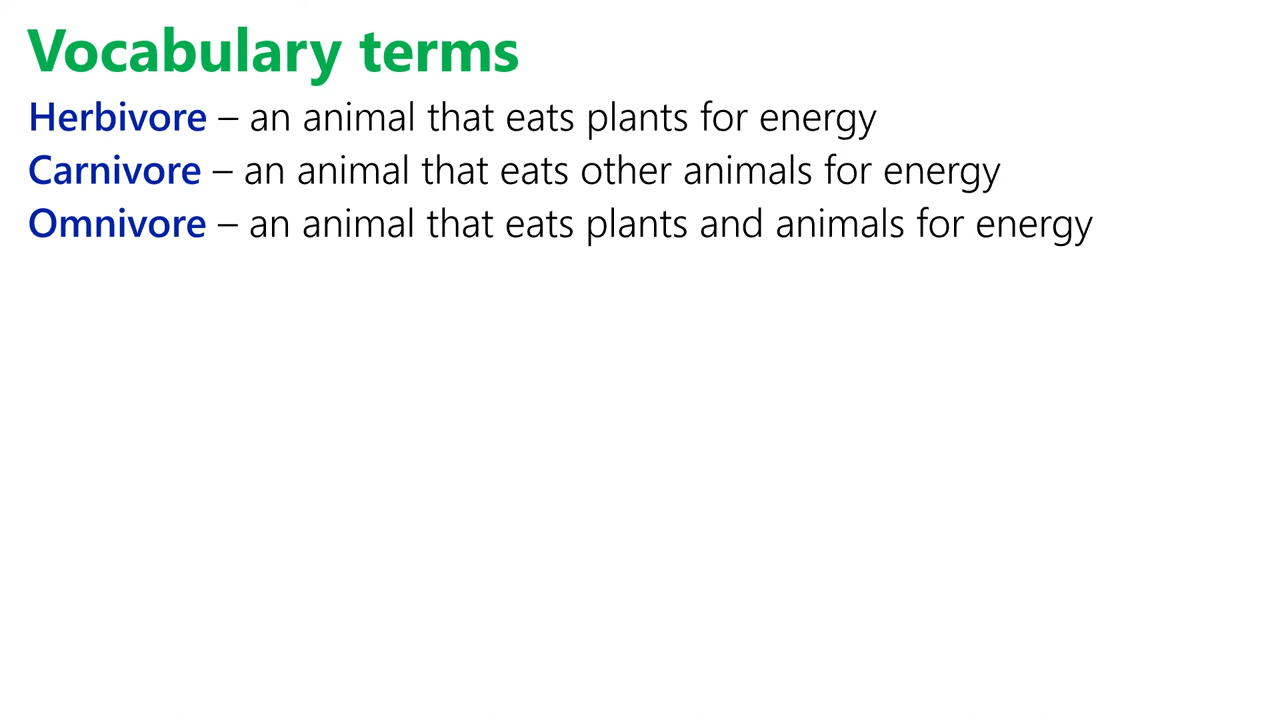 Vocabulary terms
Herbivore – an animal that eats plants for energy
Carnivore – an animal that eats other animals for energy
Omnivore – an animal that eats plants and animals for energy